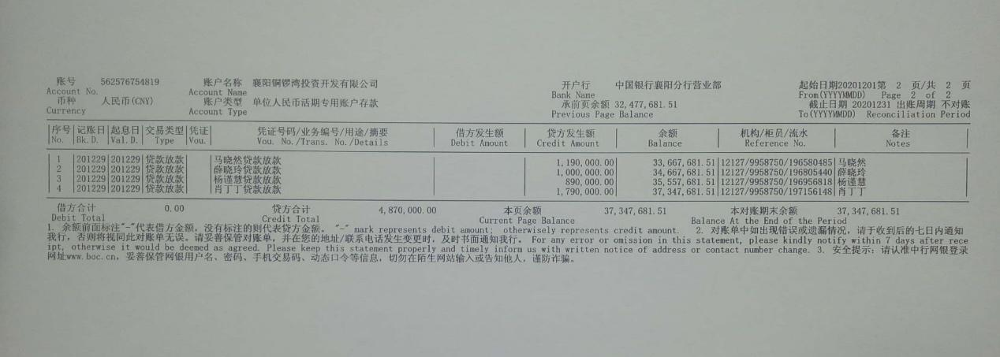 账号 562576754819 账户名称 襄阳铜锣湾投资开发有限公司 开户行 中国银行襄阳分行营业部 起始日期20201201第 2 页/共 2 页
Account No. Account Name Bank Name From(YYYYMMDD) Page 2 of 2
币种 人民币(CNY) 账户类型 单位人民币活期专用账户存款 承前页余额 32,477,681.51 截止日期 20201231 出账周期 不对账
Currency Account Type Previous Page Balance To(YYYYMMDD) Reconciliation Period
序号 记账日 起息日 交易类型 凭证 凭证号码/业务编号/用途/摘要 借方发生额 贷方发生额 余额 机构/柜员/流水 备注
No. Bk.D. Val.D. Type Vou. Vou. No./Trans. No./Details Debit Amount Credit Amount Balance Reference No. Notes
1 201229 201229 贷款放款 马晓然贷款放款 1,190,000.00 33,667,681.51 12127/9958750/196580485 马晓然
2 201229 201229 贷款放款 薛晓玲贷款放款 1,000,000.00 34,667,681.51 12127/9958750/196805440 薛晓玲
3 201229 201229 贷款放款 杨谨慧贷款放款 890,000.00 35,557,681.51 12127/9958750/196956818 杨谨慧
4 201229 201229 贷款放款 肖丁丁贷款放款 1,790,000.00 37,347,681.51 12127/9958750/197156148 肖丁丁
借方合计 0.00 贷方合计 4,870,000.00 本页余额 37,347,681.51 本对账期末余额 37,347,681.51
Debit Total Credit Total Current Page Balance Balance At the End of the Period
1. 余额前面标注"-"代表借方金额，没有标注的则代表贷方金额。 "-" mark represents debit amount; otherwisely represents credit amount. 2. 对账单中如出现错误或遗漏情况，请于收到后的七日内通知
我行，否则将视同此对账单无误。请妥善保管对账单，并在您的地址/联系电话发生变更时，及时书面通知我行。 For any error or omission in this statement, please kindly notify within 7 days after rece
ipt, otherwise it would be deemed as agreed. Please keep this statement properly and timely inform us with written notice of address or contact number change. 3. 安全提示：请认准中行网银登录
网址www.boc.cn，妥善保管网银用户名、密码、手机交易码、动态口令等信息，切勿在陌生网站输入或告知他人，谨防诈骗。